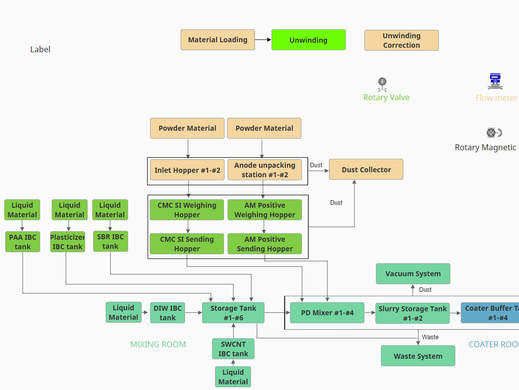 Material Loading
Unwinding
Unwinding
Correction
Label
Rotary Valve
Flow meter
Rotary Magnetic
Powder Material
Powder Material
Inlet Hopper #1-#2
Anode unpacking
station #1-#2
Dust
Dust Collector
Dust
Liquid
Material
Liquid
Material
Liquid
Material
CMC SI Weighing
Hopper
AM Positive
Weighing Hopper
PAA IBC
tank
Plasticizer
IBC tank
SBR IBC
tank
CMC SI Sending
Hopper
AM Positive
Sending Hopper
Vacuum System
Dust
Liquid
Material
DIW IBC
tank
Storage Tank
#1-#6
PD Mixer #1-#4
Slurry Storage Tank
#1-#2
Coater Buffer T
#1-#4
Waste
MIXING ROOM
SWCNT
IBC tank
Waste System
COATER ROO
Liquid
Material